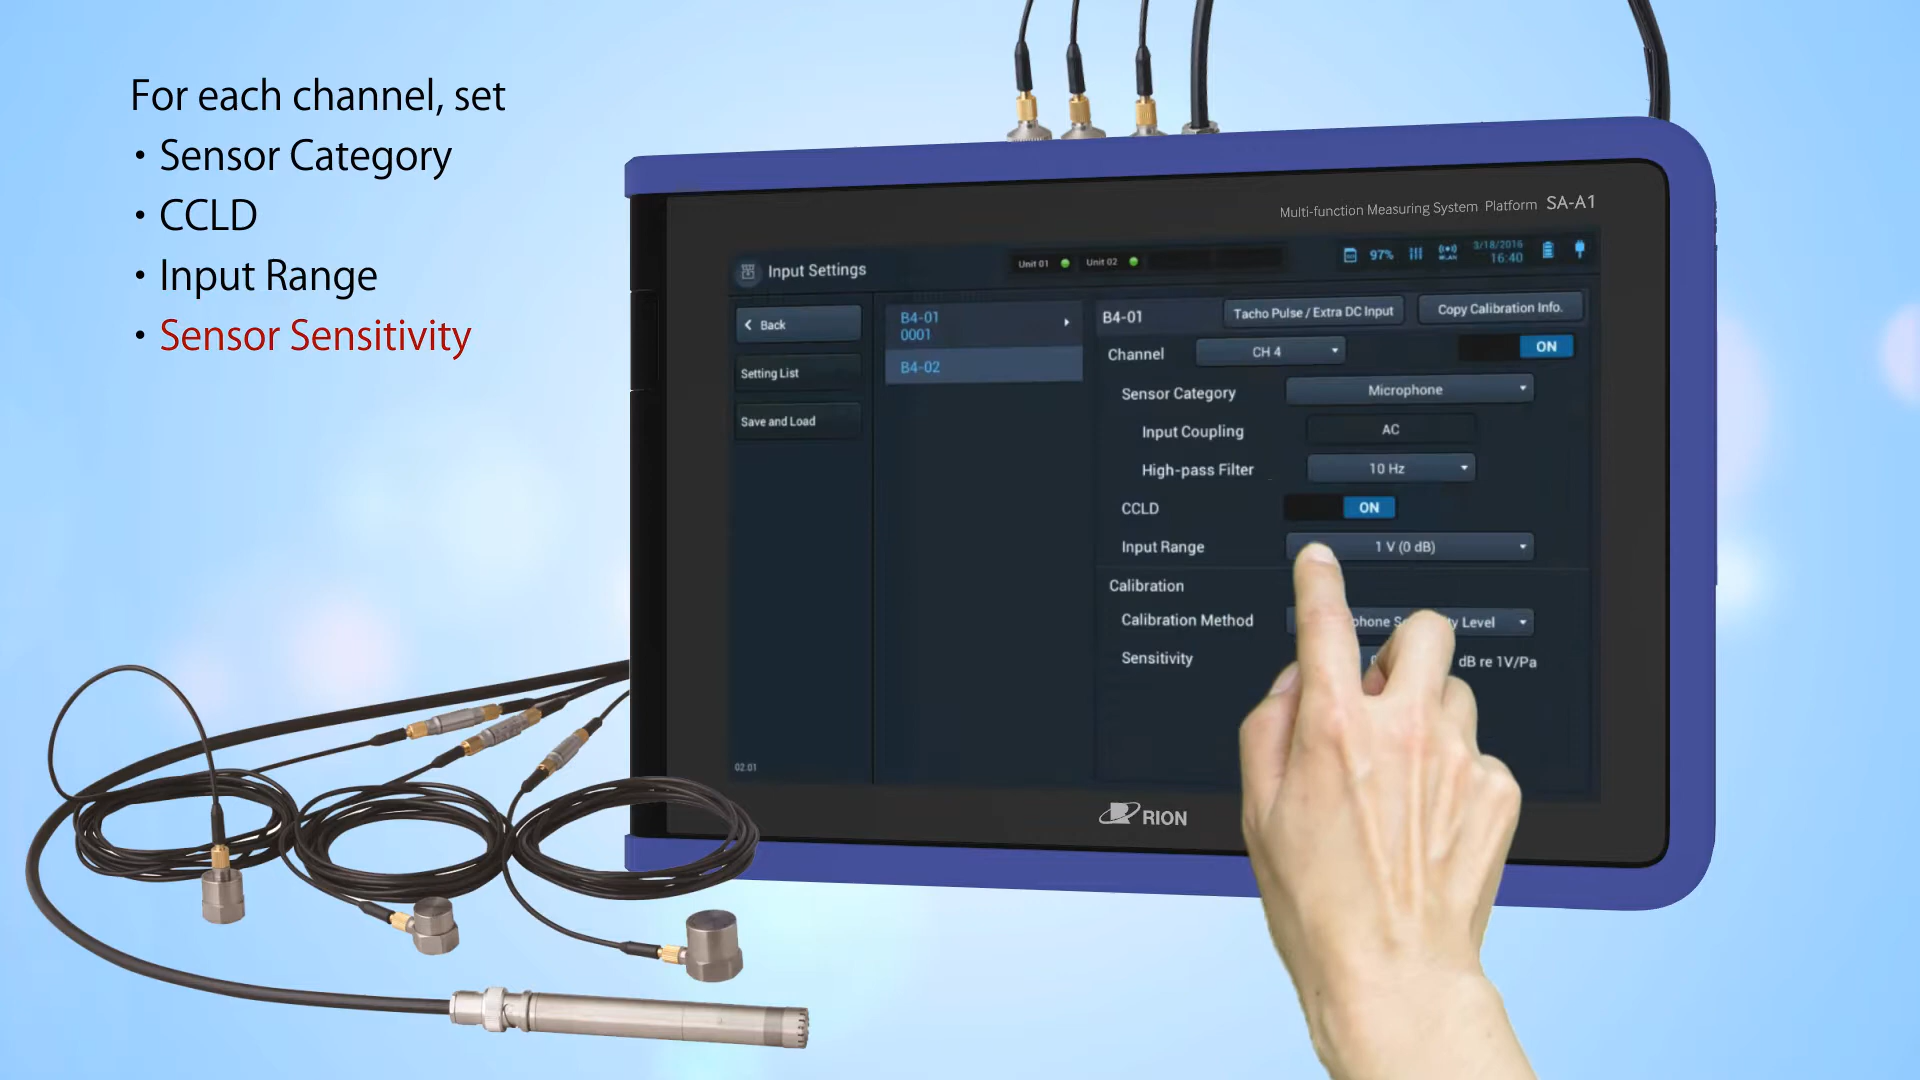 For each channel, set
・Sensor Category
・CCLD
・Input Range
・Sensor Sensitivity
Multi-function Measuring System Platform SA-A1
Input Settings
Unit 01
Unit 02
97%
3/18/2016
16:40
Back
Setting List
Save and Load
02.01
B4-01
0001
B4-02
B4-01
Tacho Pulse / Extra DC Input
Copy Calibration Info.
Channel
CH 4
ON
Sensor Category
Microphone
Input Coupling
AC
High-pass Filter
10 Hz
CCLD
ON
Input Range
1 V (0 dB)
Calibration
Calibration Method
Level
Sensitivity
dB re 1V/Pa
RION